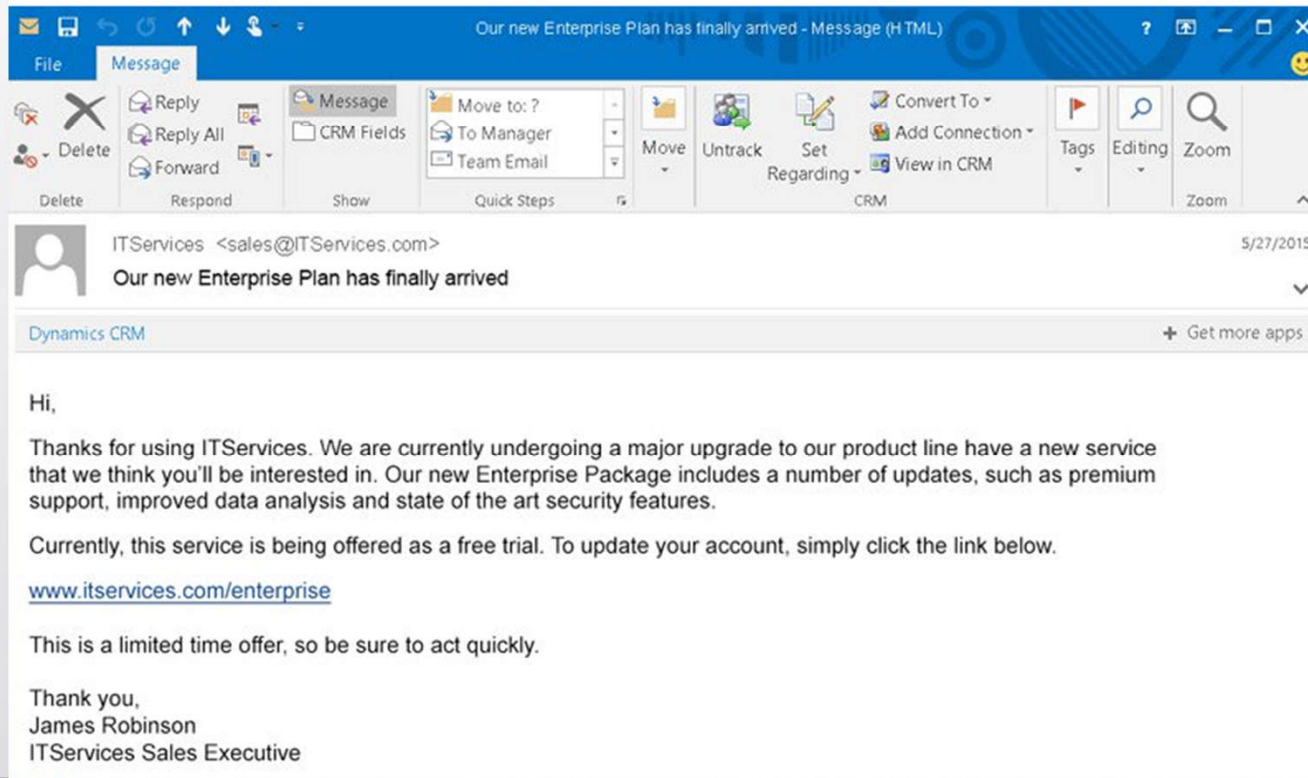 Our new Enterprise Plan has finally arrived - Message (HTML)
?
File Message
Reply
Reply All
Forward
Delete
Message
CRM Fields
Move to: ?
To Manager
Team Email
Move
Untrack
Set
Regarding
Convert To
Add Connection
View in CRM
Tags
Editing
Zoom
Delete Respond Show Quick Steps CRM Zoom
ITServices <sales@ITServices.com> 5/27/2015
Our new Enterprise Plan has finally arrived
Dynamics CRM + Get more apps
Hi,
Thanks for using ITServices. We are currently undergoing a major upgrade to our product line have a new service
that we think you'll be interested in. Our new Enterprise Package includes a number of updates, such as premium
support, improved data analysis and state of the art security features.
Currently, this service is being offered as a free trial. To update your account, simply click the link below.
www.itservices.com/enterprise
This is a limited time offer, so be sure to act quickly.
Thank you,
James Robinson
ITServices Sales Executive